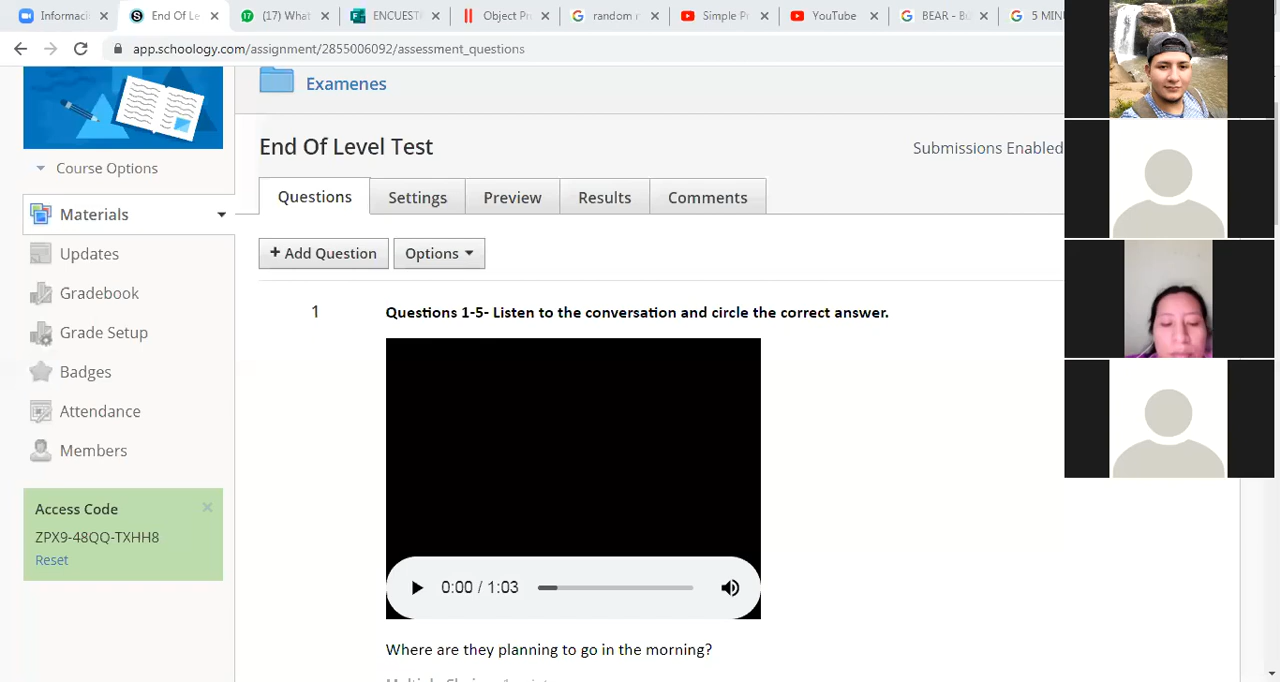 Informaci
End Of Le
(17) What
ENCUEST
Object Pr
random r
Simple Pr
YouTube
BEAR - B
5 MINU
app.schoology.com/assignment/2855006092/assessment_questions
Examenes
Course Options
End Of Level Test
Submissions Enabled
Questions
Settings
Preview
Results
Comments
Materials
Updates
Gradebook
Grade Setup
Badges
Attendance
Members
+ Add Question
Options
1
Questions 1-5- Listen to the conversation and circle the correct answer.
0:00 / 1:03
Where are they planning to go in the morning?
Access Code
ZPX9-48QQ-TXHH8
Reset